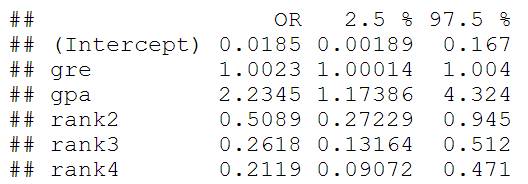 ##                 OR   2.5 % 97.5 %
## (Intercept) 0.0185 0.00189  0.167
## gre         1.0023 1.00014  1.004
## gpa         2.2345 1.17386  4.324
## rank2       0.5089 0.27229  0.945
## rank3       0.2618 0.13164  0.512
## rank4       0.2119 0.09072  0.471